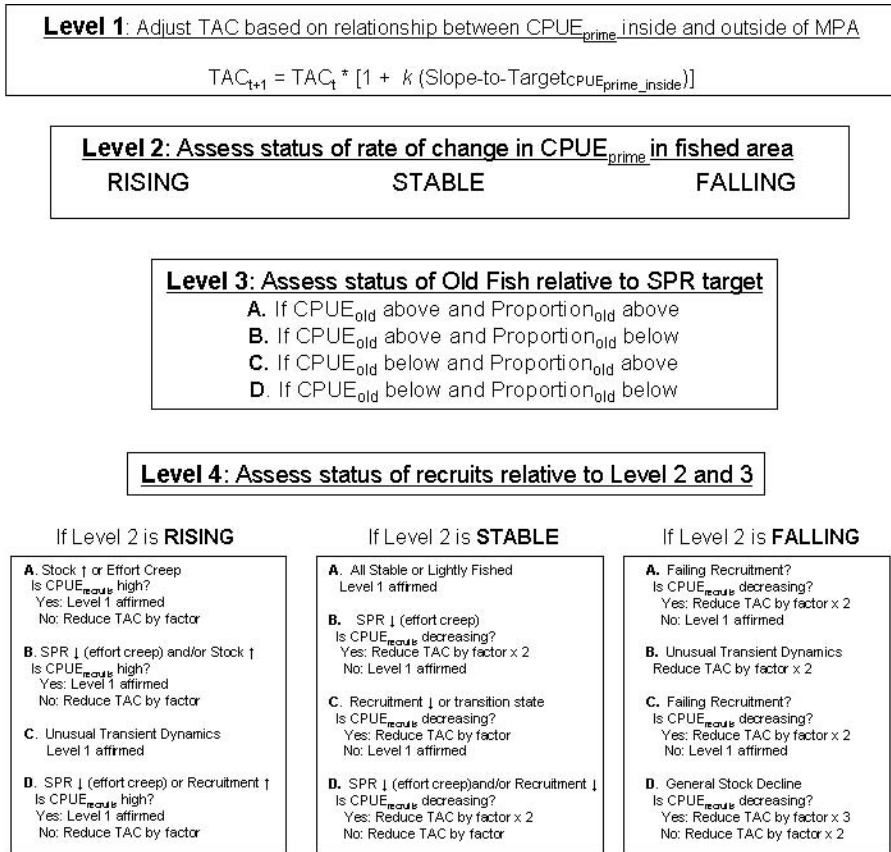 Level 1: Adjust TAC based on relationship between CPUEprime inside and outside of MPA
TACt+1 = TACt * [1 + k (Slope-to-TargetCPUEprime_inside)]
Level 2: Assess status of rate of change in CPUEprime in fished area
RISING STABLE FALLING
Level 3: Assess status of Old Fish relative to SPR target
A. If CPUEold above and Proportionold above
B. If CPUEold above and Proportionold below
C. If CPUEold below and Proportionold above
D. If CPUEold below and Proportionold below
Level 4: Assess status of recruits relative to Level 2 and 3
If Level 2 is RISING
A. Stock ↑ or Effort Creep
Is CPUErecruits high?
Yes: Level 1 affirmed
No: Reduce TAC by factor
B. SPR ↓ (effort creep) and/or Stock ↑
Is CPUErecruits high?
Yes: Level 1 affirmed
No: Reduce TAC by factor
C. Unusual Transient Dynamics
Level 1 affirmed
D. SPR ↓ (effort creep) or Recruitment ↑
Is CPUErecruits high?
Yes: Level 1 affirmed
No: Reduce TAC by factor
If Level 2 is STABLE
A. All Stable or Lightly Fished
Level 1 affirmed
B. SPR ↓ (effort creep)
Is CPUErecruits decreasing?
Yes: Reduce TAC by factor x 2
No: Level 1 affirmed
C. Recruitment ↓ or transition state
Is CPUErecruits decreasing?
Yes: Reduce TAC by factor
No: Level 1 affirmed
D. SPR ↓ (effort creep)and/or Recruitment ↓
Is CPUErecruits decreasing?
Yes: Reduce TAC by factor x 2
No: Reduce TAC by factor
If Level 2 is FALLING
A. Failing Recruitment?
Is CPUErecruits decreasing?
Yes: Reduce TAC by factor x 2
No: Level 1 affirmed
B. Unusual Transient Dynamics
Reduce TAC by factor x 2
C. Failing Recruitment?
Is CPUErecruits decreasing?
Yes: Reduce TAC by factor x 2
No: Level 1 affirmed
D. General Stock Decline
Is CPUErecruits decreasing?
Yes: Reduce TAC by factor x 3
No: Reduce TAC by factor x 2